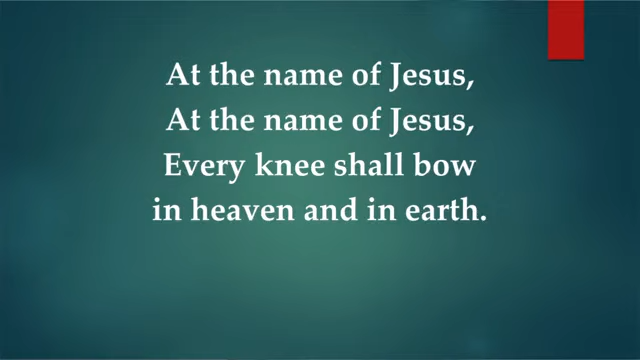 At the name of Jesus,
At the name of Jesus,
Every knee shall bow
in heaven and in earth.